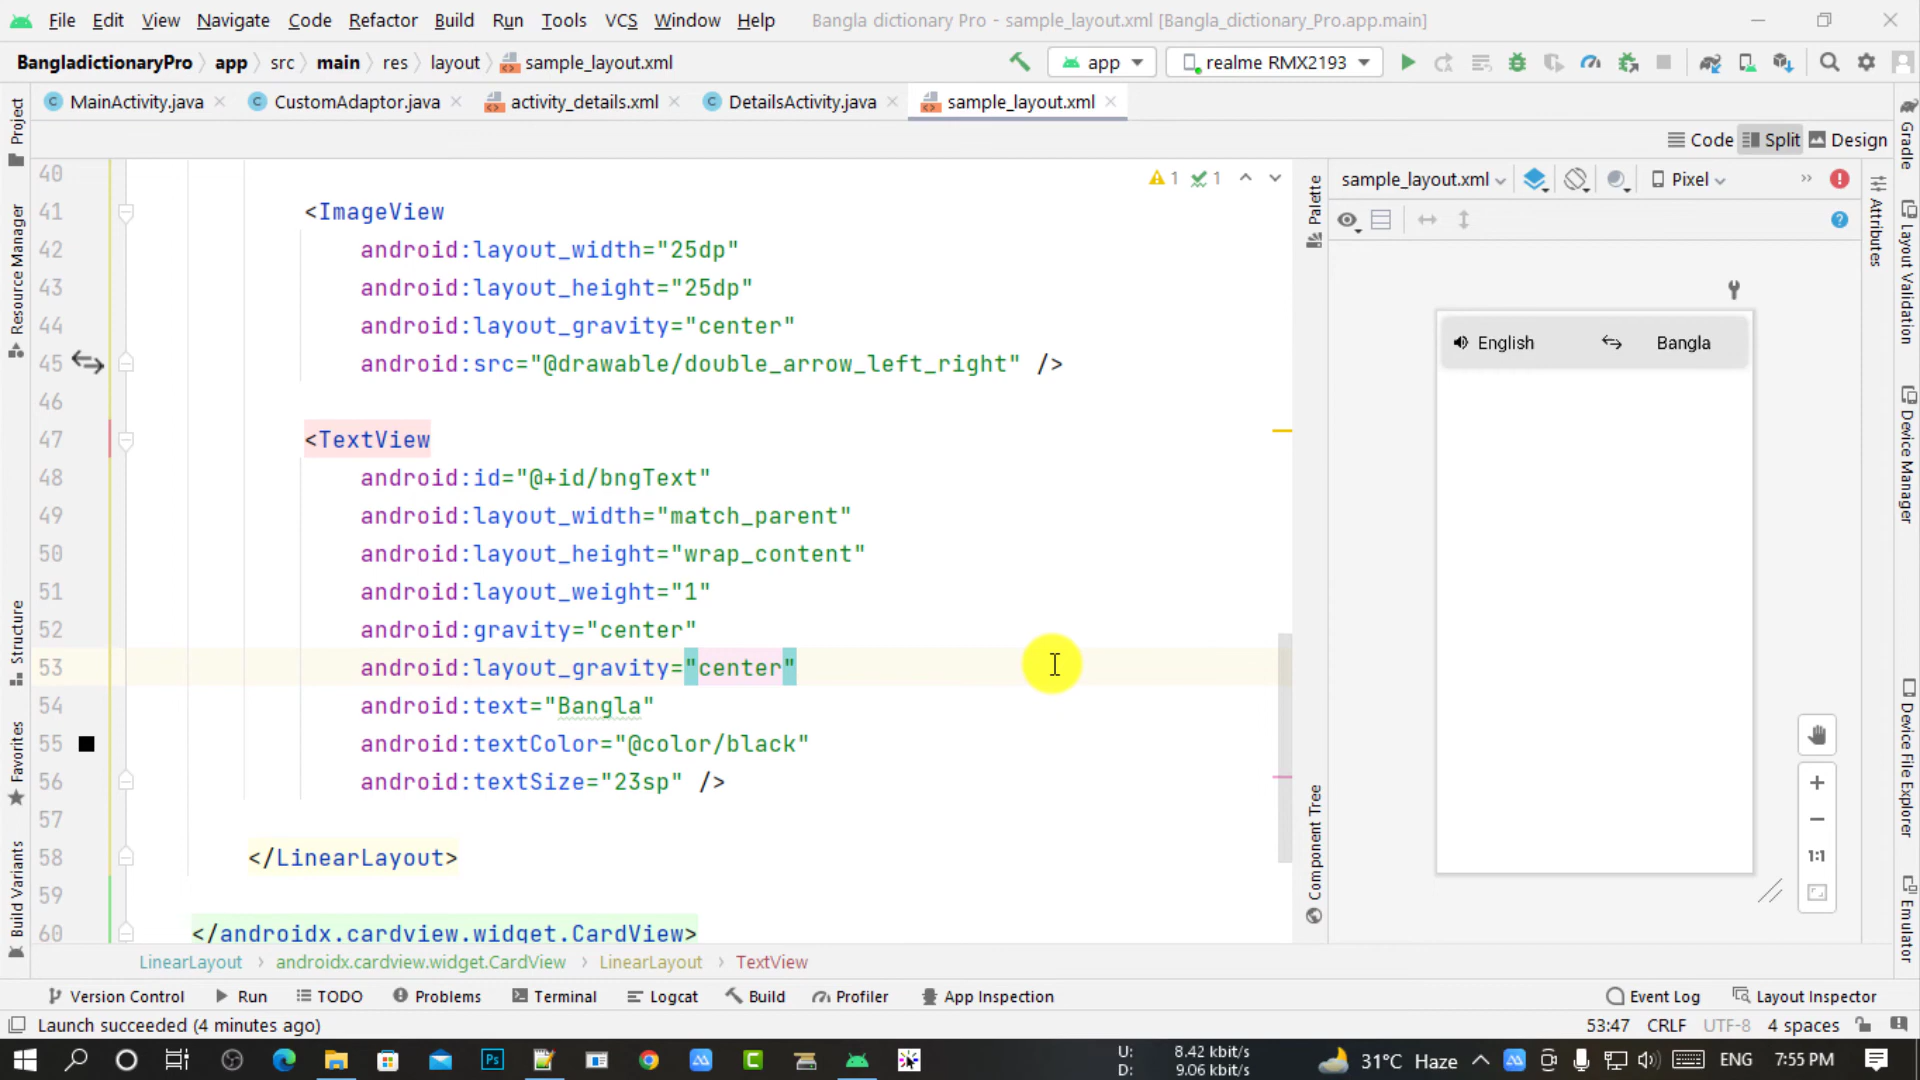 File Edit View Navigate Code Refactor Build Run Tools VCS Window Help Bangla dictionary Pro - sample_layout.xml [Bangla_dictionary_Pro.app.main]
BangladictionaryPro app src main res layout sample_layout.xml app realme RMX2193
MainActivity.java CustomAdaptor.java activity_details.xml DetailsActivity.java sample_layout.xml
Code Split Design
1 1
sample_layout.xml Pixel
40
41 <ImageView
42 android:layout_width="25dp"
43 android:layout_height="25dp"
44 android:layout_gravity="center"
45 android:src="@drawable/double_arrow_left_right" />
46
47 <TextView
48 android:id="@+id/bngText"
49 android:layout_width="match_parent"
50 android:layout_height="wrap_content"
51 android:layout_weight="1"
52 android:gravity="center"
53 android:layout_gravity="center"
54 android:text="Bangla"
55 android:textColor="@color/black"
56 android:textSize="23sp" />
57
58 </LinearLayout>
59
60 </androidx.cardview.widget.CardView>
English Bangla
1:1
Project
Resource Manager
Structure
Favorites
Build Variants
Palette
Component Tree
Attributes
Gradle
Layout Validation
Device Manager
Device File Explorer
Emulator
LinearLayout androidx.cardview.widget.CardView LinearLayout TextView
Version Control Run TODO Problems Terminal Logcat Build Profiler App Inspection Event Log Layout Inspector
Launch succeeded (4 minutes ago) 53:47 CRLF UTF-8 4 spaces
U: 8.42 kbit/s
D: 9.06 kbit/s
31°C Haze ENG 7:55 PM